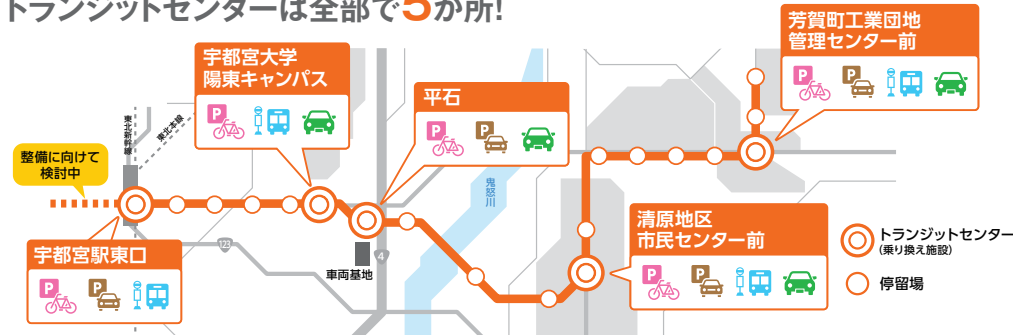 トランジットセンターは全部で5か所!
芳賀町工業団地
管理センター前
P
P
宇都宮大学
陽東キャンパス
P
平石
P
P
東北新幹線
東北本線
整備に向けて
検討中
鬼怒川
宇都宮駅東口
P
P
123
4
車両基地
清原地区
市民センター前
P
P
トランジットセンター
(乗り換え施設)
停留場